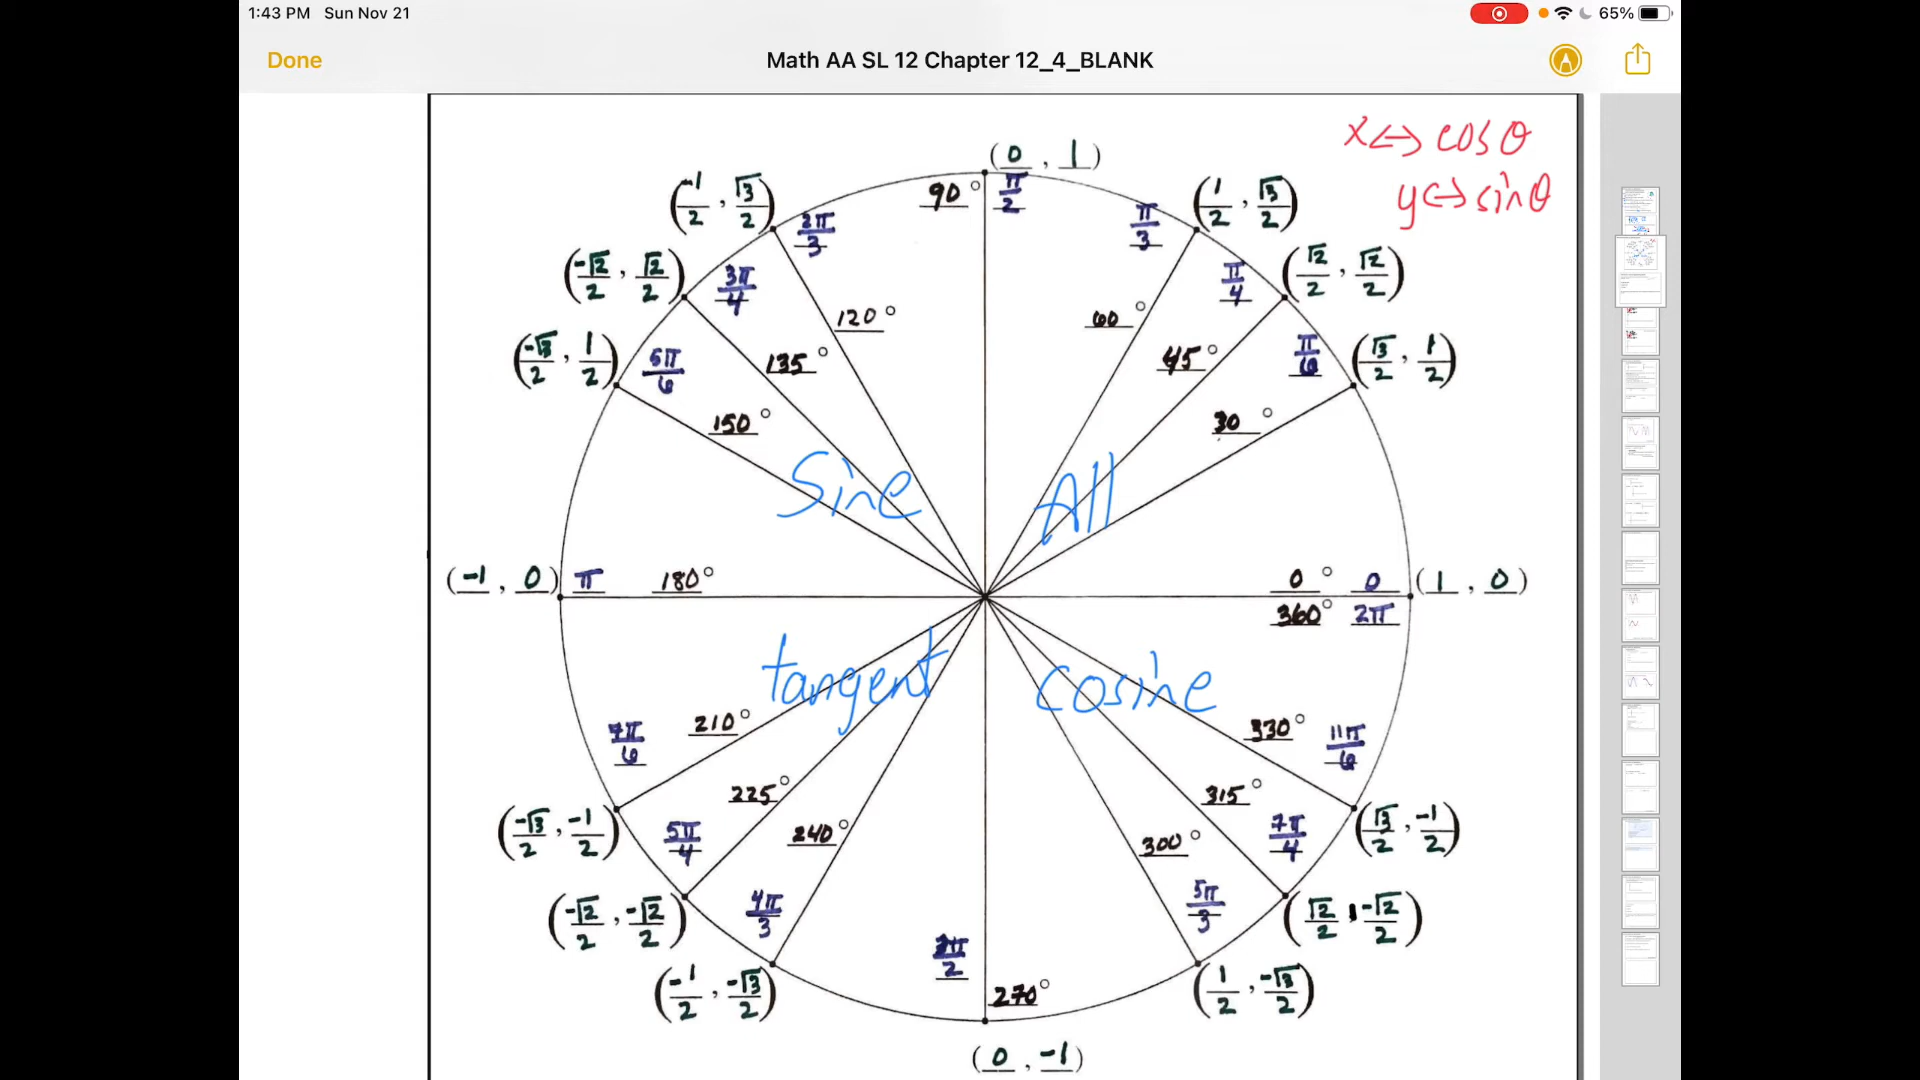 1:43 PM Sun Nov 21
65%
Done
Math AA SL 12 Chapter 12_4_BLANK
x⇔cosθ
y⇔sinθ
(0, 1)
90° π/2
(-1/2, √3/2) 2π/3 120°
(-√2/2, √2/2) 3π/4 135°
(-√3/2, 1/2) 5π/6 150°
60° π/3 (1/2, √3/2)
45° π/4 (√2/2, √2/2)
30° π/6 (√3/2, 1/2)
Sine All
(-1, 0) π 180°
0° 0 (1, 0)
360° 2π
tangent cosine
210° 7π/6 (-√3/2, -1/2)
225° 5π/4 (-√2/2, -√2/2)
240° 4π/3 (-1/2, -√3/2)
330° 11π/6 (√3/2, -1/2)
315° 7π/4 (√2/2, -√2/2)
300° 5π/3 (1/2, -√3/2)
3π/2 270°
(0, -1)